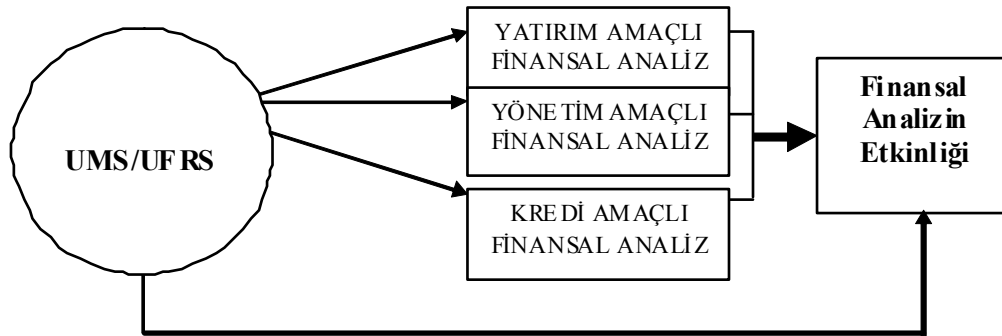 UMS/UFRS
YATIRIM AMAÇLI
FİNANSAL ANALİZ
YÖNETİM AMAÇLI
FİNANSAL ANALİZ
KREDİ AMAÇLI
FİNANSAL ANALİZ
Finansal
Analizin
Etkinliği